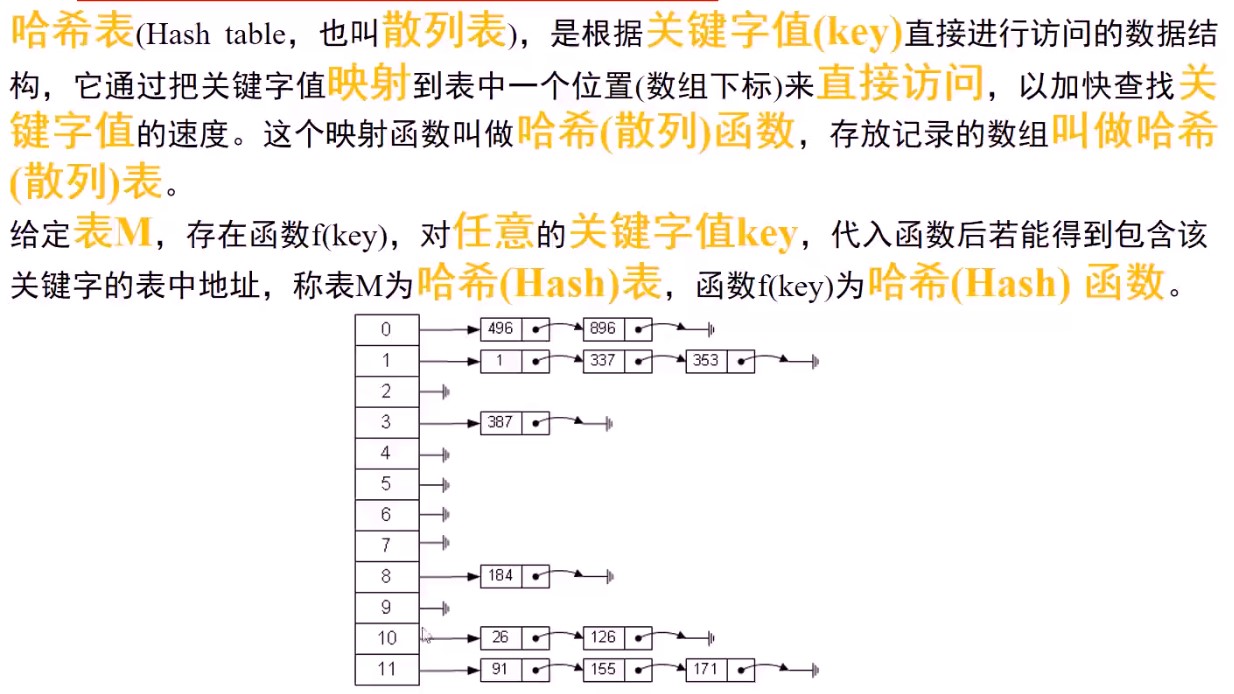 哈希表(Hash table，也叫散列表)，是根据关键字值(key)直接进行访问的数据结
构，它通过把关键字值映射到表中一个位置(数组下标)来直接访问，以加快查找关
键字值的速度。这个映射函数叫做哈希(散列)函数，存放记录的数组叫做哈希
(散列)表。
给定表M，存在函数f(key)，对任意的关键字值key，代入函数后若能得到包含该
关键字的表中地址，称表M为哈希(Hash)表，函数f(key)为哈希(Hash) 函数。
0 496 896
1 1 337 353
2
3 387
4
5
6
7
8 184
9
10 26 126
11 91 155 171